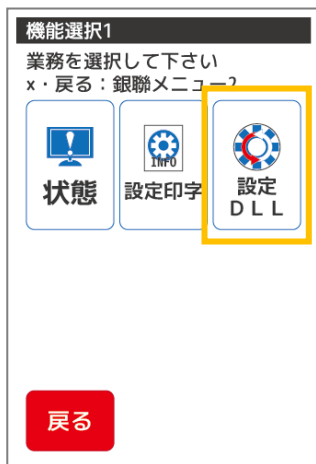 機能選択1
業務を選択して下さい
x・戻る：銀聯メニュー2
状態
INFO
設定印字
設定
ＤＬＬ
戻る